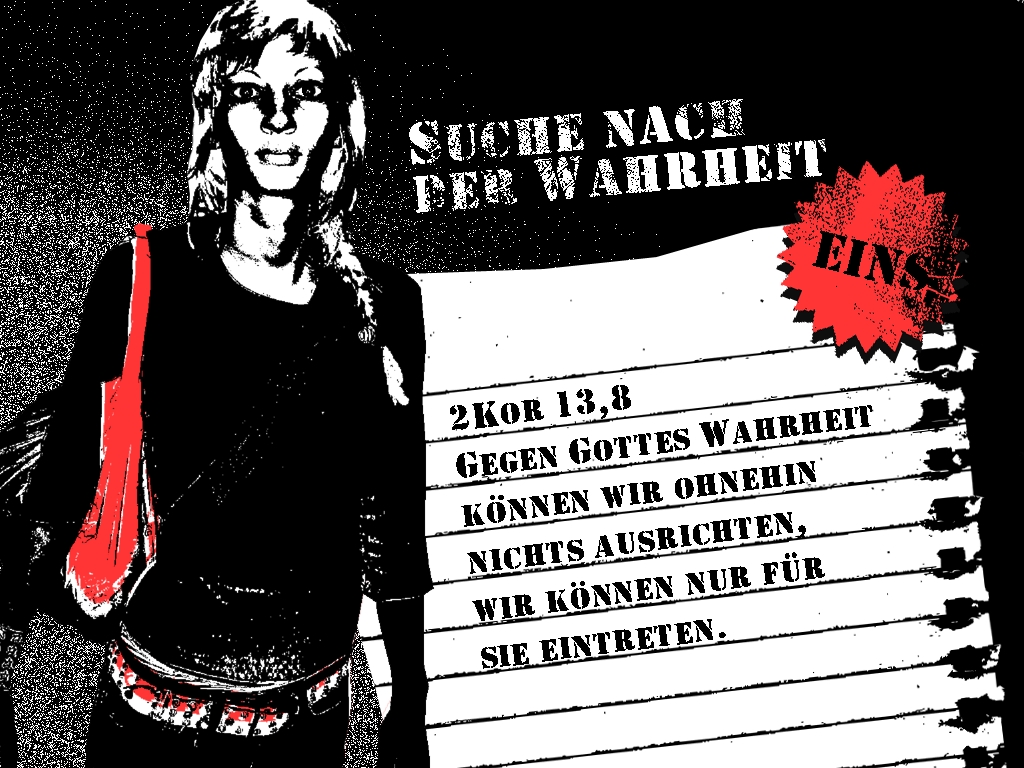 SUCHE NACH
DER WAHRHEIT
EINS
2KOR 13,8
GEGEN GOTTES WAHRHEIT
KÖNNEN WIR OHNEHIN
NICHTS AUSRICHTEN,
WIR KÖNNEN NUR FÜR
SIE EINTRETEN.